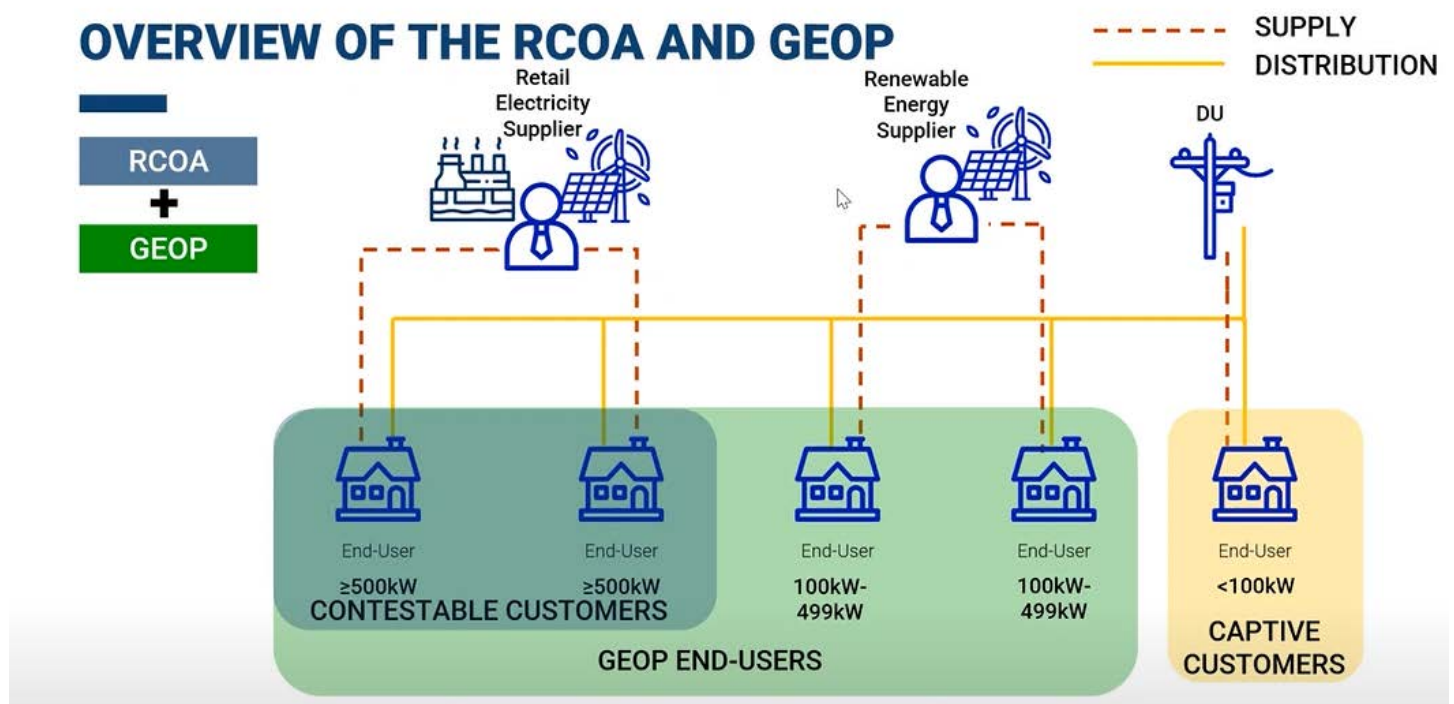 OVERVIEW OF THE RCOA AND GEOP
SUPPLY
DISTRIBUTION
RCOA
+
GEOP
Retail
Electricity
Supplier
Renewable
Energy
Supplier
DU
End-User
≥500kW
End-User
≥500kW
CONTESTABLE CUSTOMERS
End-User
100kW-
499kW
End-User
100kW-
499kW
GEOP END-USERS
End-User
<100kW
CAPTIVE
CUSTOMERS